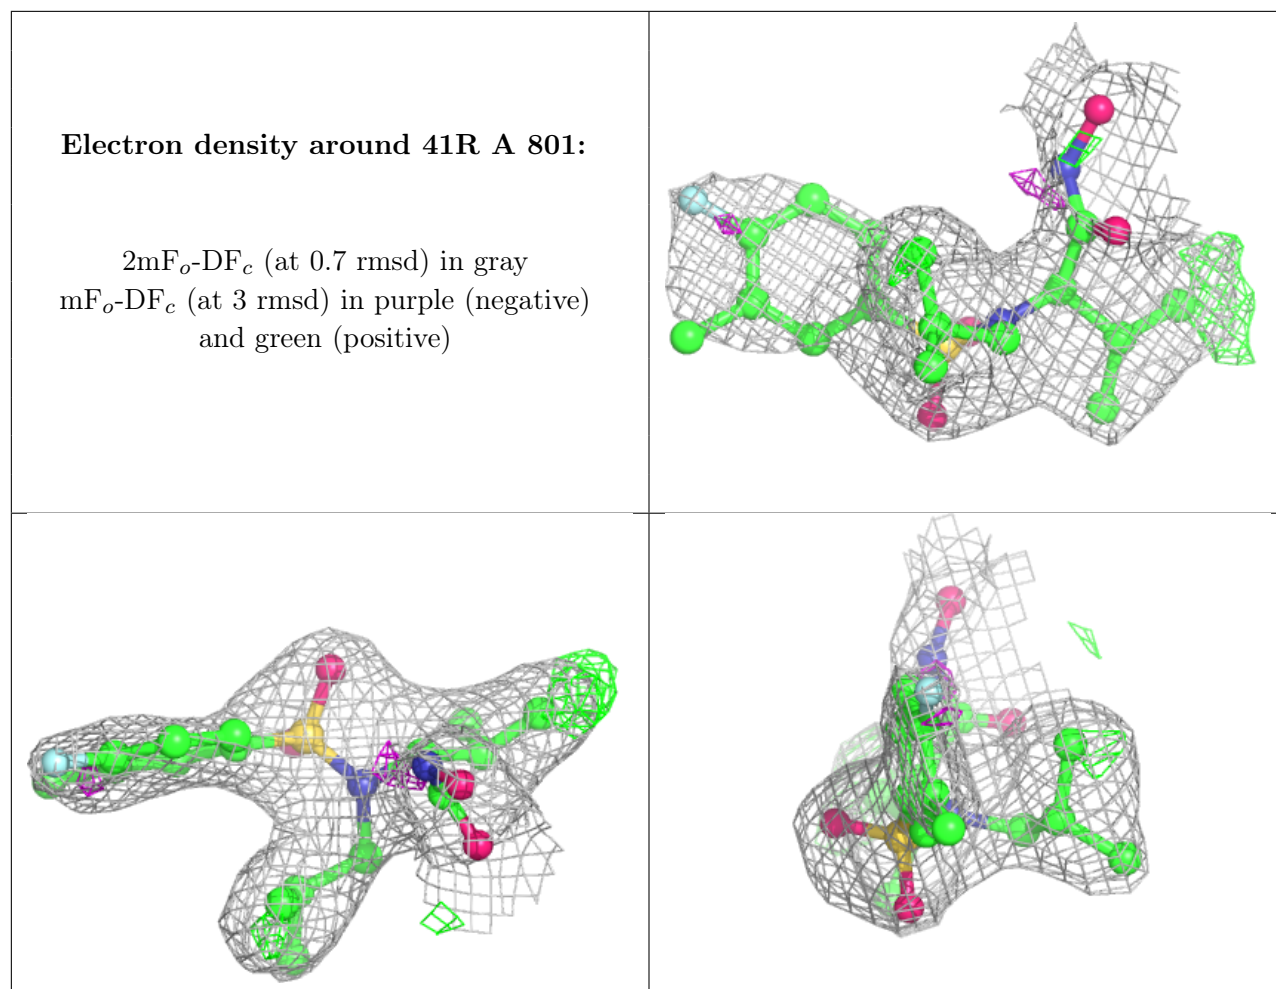 Electron density around 41R A 801:
2mFo-DFc (at 0.7 rmsd) in gray
mFo-DFc (at 3 rmsd) in purple (negative)
and green (positive)